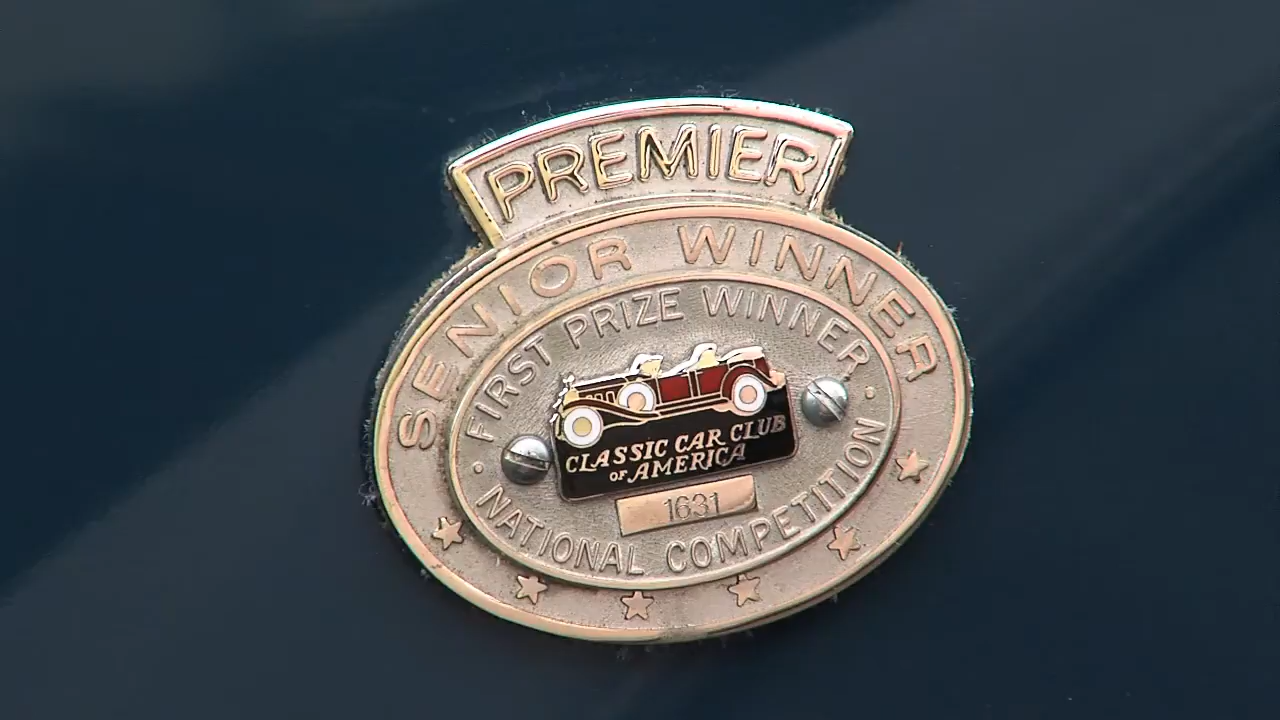 PREMIER
SENIOR WINNER
FIRST PRIZE WINNER
CLASSIC CAR CLUB
OF AMERICA
1631
NATIONAL COMPETITION